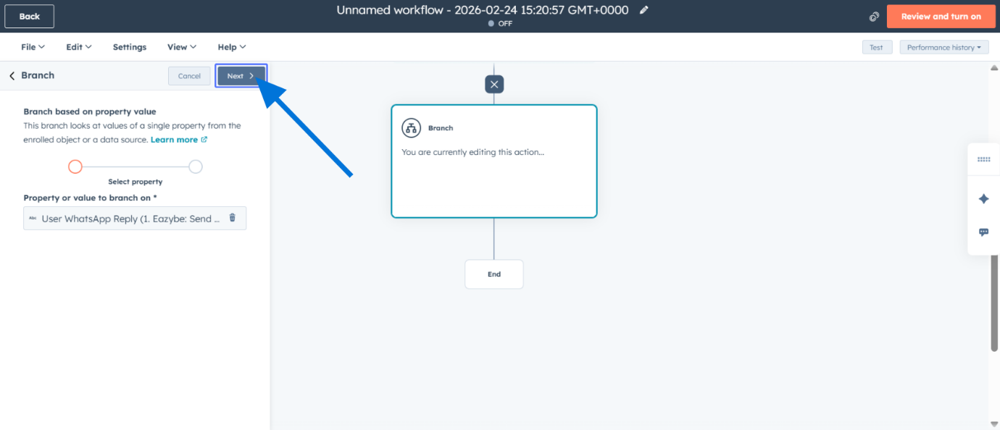 Back
Unnamed workflow - 2026-02-24 15:20:57 GMT+0000
OFF
Review and turn on
File
Edit
Settings
View
Help
Test
Performance history
Branch
Cancel
Next
Branch based on property value
This branch looks at values of a single property from the
enrolled object or a data source. Learn more
Select property
Property or value to branch on *
Abc User WhatsApp Reply (1. Eazybe: Send ...
Branch
You are currently editing this action...
End